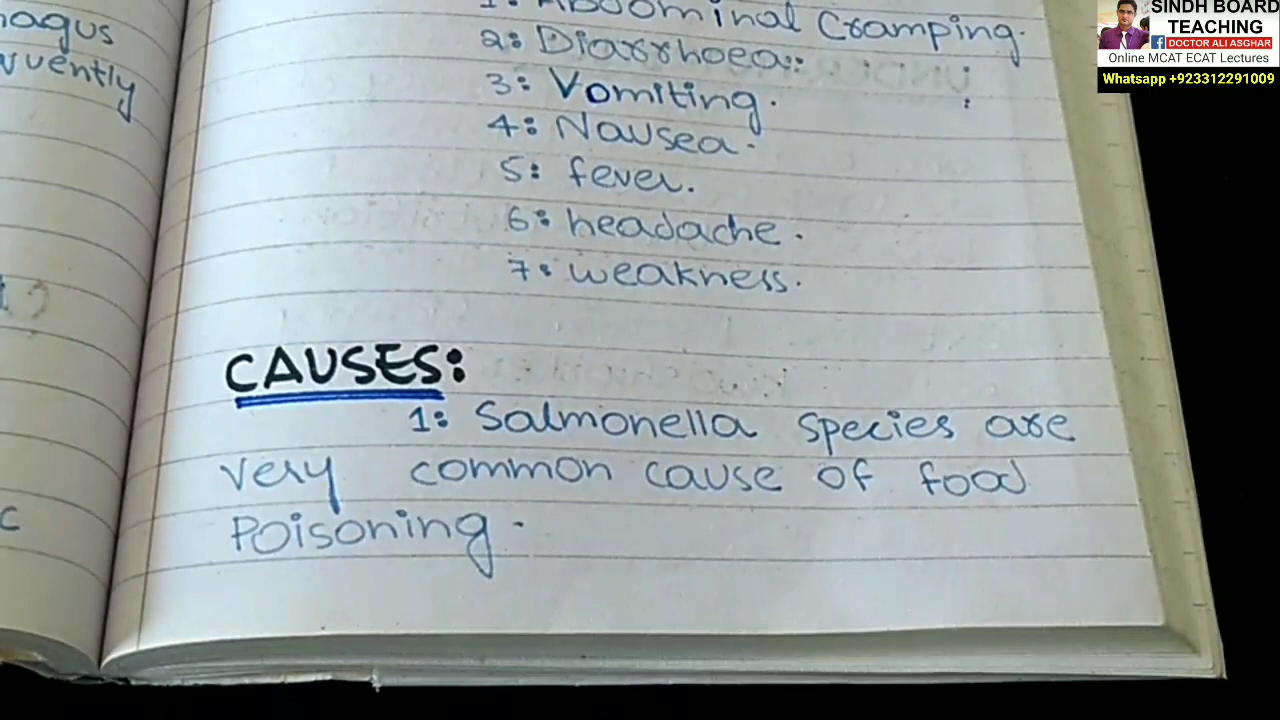 1: Abdominal Cramping.
2: Diarrhoea:
3: Vomiting.
4: Nausea.
5: fever.
6: headache.
7: weakness.
CAUSES:
1: Salmonella species are
very common cause of food
Poisoning.
SINDH BOARD
TEACHING
DOCTOR ALI ASGHAR
Online MCAT ECAT Lectures
Whatsapp +923312291009